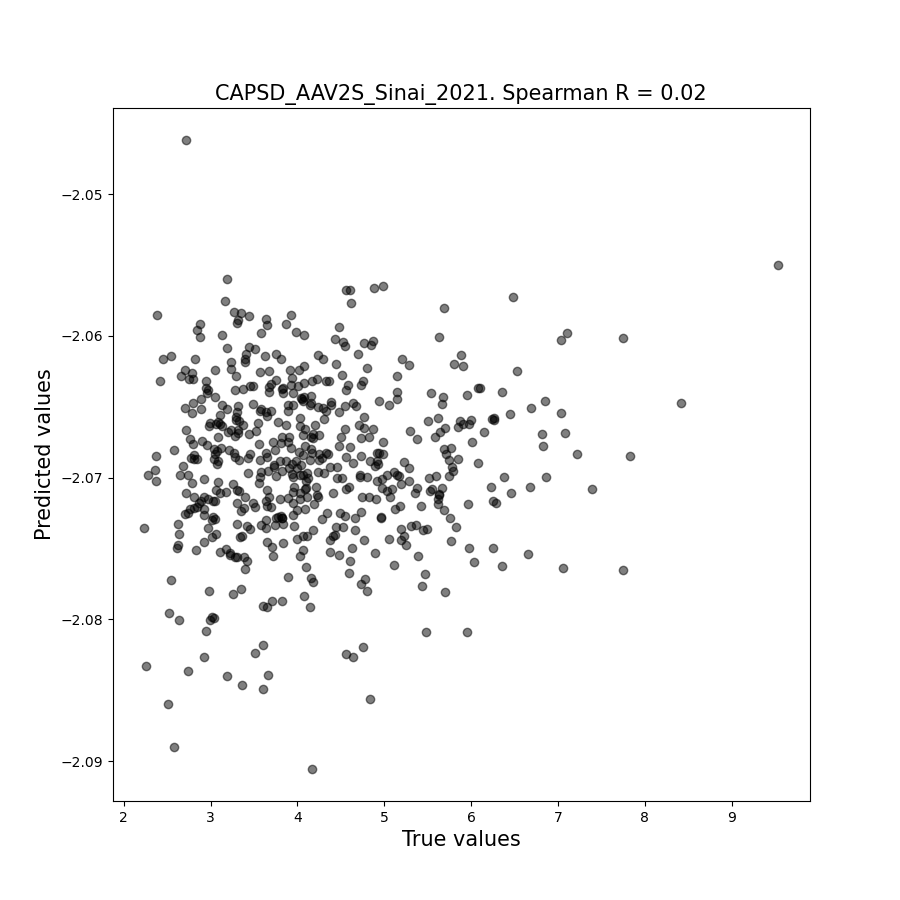 CAPSD_AAV2S_Sinai_2021. Spearman R = 0.02
−2.05
−2.06
−2.07
−2.08
−2.09
Predicted values
2 3 4 5 6 7 8 9
True values